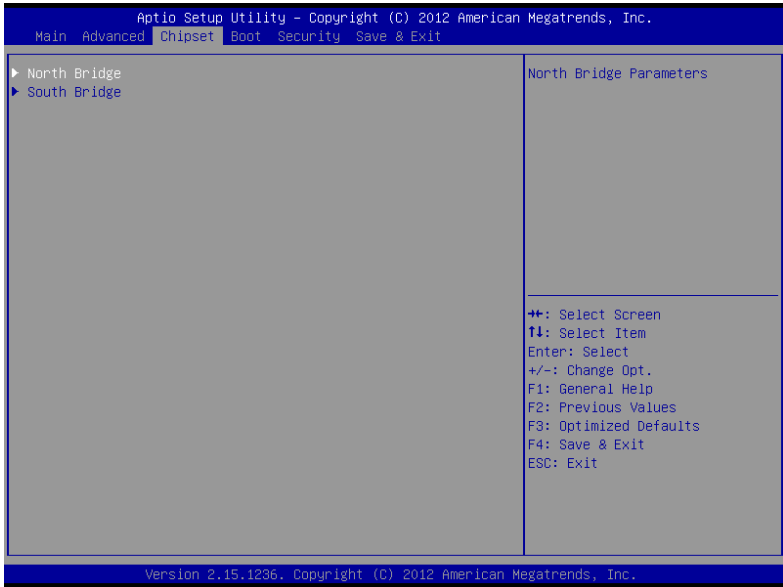 Aptio Setup Utility – Copyright (C) 2012 American Megatrends, Inc.
Main Advanced Chipset Boot Security Save & Exit
▶ North Bridge
▶ South Bridge
North Bridge Parameters
→←: Select Screen
↑↓: Select Item
Enter: Select
+/-: Change Opt.
F1: General Help
F2: Previous Values
F3: Optimized Defaults
F4: Save & Exit
ESC: Exit
Version 2.15.1236. Copyright (C) 2012 American Megatrends, Inc.